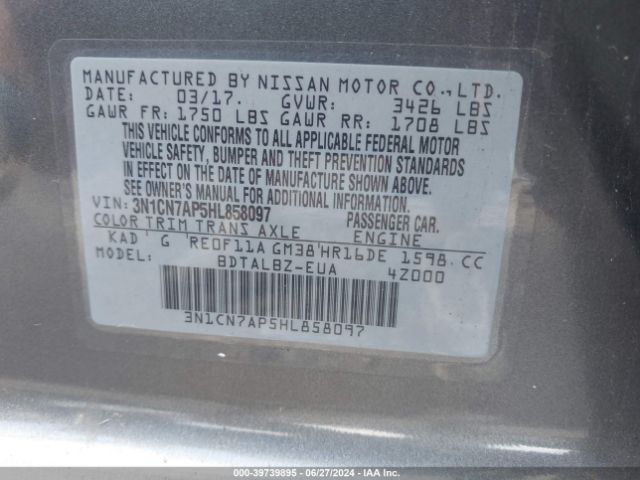 MANUFACTURED BY NISSAN MOTOR CO.,LTD.
DATE: 03/17. GVWR: 3426 LBS
GAWR FR: 1750 LBS GAWR RR: 1708 LBS
THIS VEHICLE CONFORMS TO ALL APPLICABLE FEDERAL MOTOR
VEHICLE SAFETY, BUMPER AND THEFT PREVENTION STANDARDS
IN EFFECT ON THE DATE OF MANUFACTURE SHOWN ABOVE.
SEE OWNER'S MANUAL FOR ADDITIONAL INFORMATION.
VIN: 3N1CN7AP5HL858097 PASSENGER CAR.
COLOR TRIM TRANS AXLE ENGINE
KAD ' G ' RE0F11A GM38'HR16DE 1598 CC
MODEL: BDTALBZ-EUA 4Z000
3N1CN7AP5HL858097
000-39739895 - 06/27/2024 - IAAI.COM